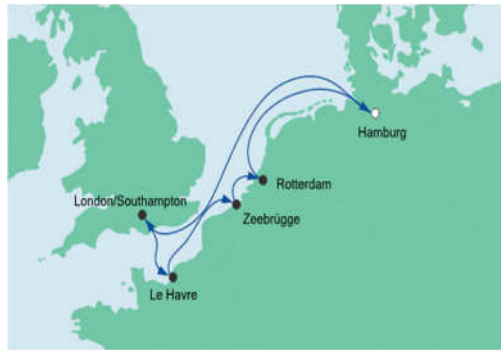 Hamburg
Rotterdam
London/Southampton
Zeebrügge
Le Havre